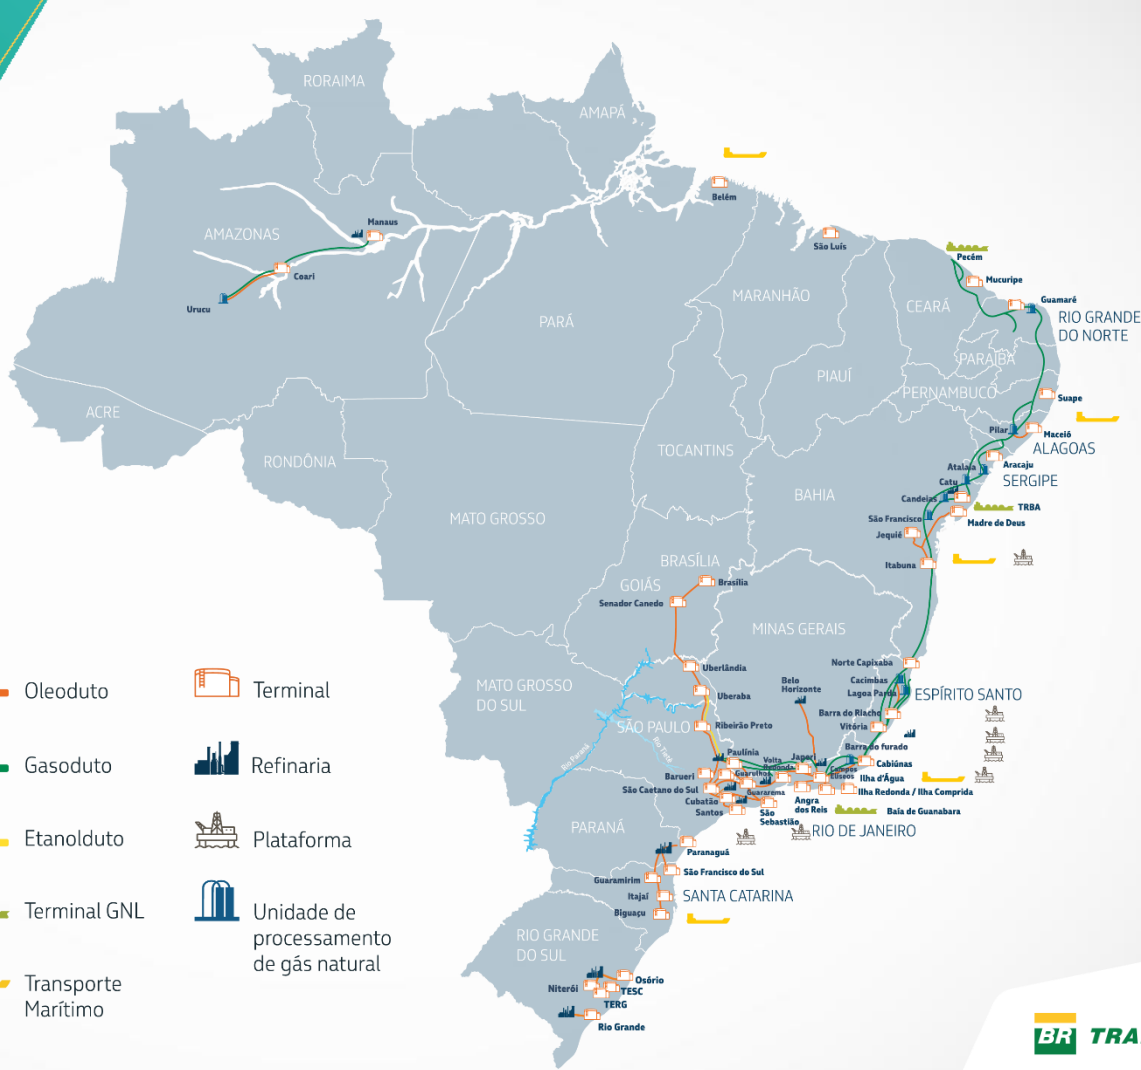 RORAIMA
AMAPÁ
Belém
AMAZONAS
Manaus
São Luís
Pecém
Coari
Mucuripe
Urucu
MARANHÃO
CEARÁ
Guamaré
RIO GRANDE
DO NORTE
PARÁ
PARAÍBA
PIAUÍ
PERNAMBUCO
Suape
ACRE
Pilar
Maceió
ALAGOAS
TOCANTINS
RONDÔNIA
Atalaia
Aracaju
SERGIPE
Catu
BAHIA
Candeias
TRBA
MATO GROSSO
São Francisco
Madre de Deus
Jequié
BRASÍLIA
Itabuna
GOIÁS
Brasília
Senador Canedo
MINAS GERAIS
Norte Capixaba
Uberlândia
Cacimbas
Belo
Horizonte
MATO GROSSO
DO SUL
Lagoa Parda
ESPÍRITO SANTO
Uberaba
Barra do Riacho
SÃO PAULO
Ribeirão Preto
Vitória
Rio Paraná
Rio Tietê
Paulínia
Volta
Redonda
Japeri
Barra do furado
Cabiúnas
Barueri
Guarulhos
Campos
Elíseos
Ilha d'Água
São Caetano do Sul
Guararema
Ilha Redonda / Ilha Comprida
Cubatão
Santos
São
Sebastião
Angra
dos Reis
Baía de Guanabara
PARANÁ
RIO DE JANEIRO
Paranaguá
São Francisco do Sul
Guaramirim
Itajaí
SANTA CATARINA
Biguaçu
RIO GRANDE
DO SUL
Osório
Niterói
TESC
TERG
Rio Grande
Oleoduto
Terminal
Gasoduto
Refinaria
Etanolduto
Plataforma
Terminal GNL
Unidade de
processamento
de gás natural
Transporte
Marítimo
BR TRA